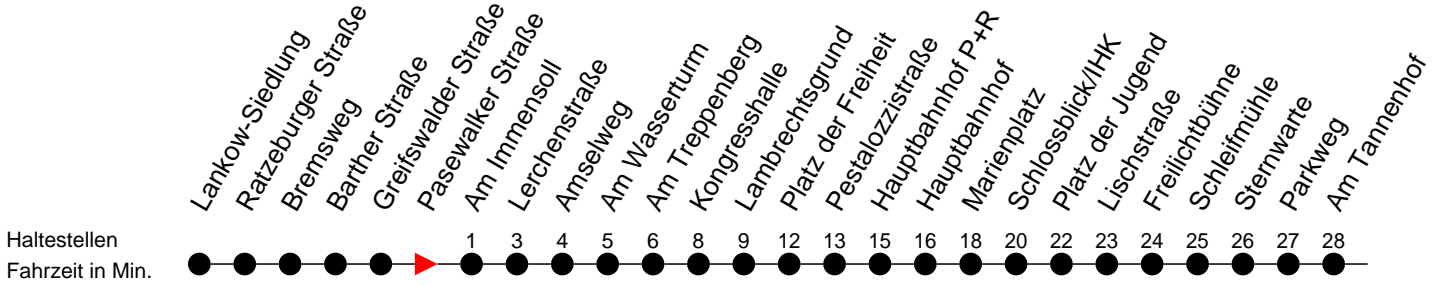 Lankow-Siedlung
Ratzeburger Straße
Bremsweg
Barther Straße
Greifswalder Straße
Pasewalker Straße
Am Immensoll
Lerchenstraße
Amselweg
Am Wasserturm
Am Treppenberg
Kongresshalle
Lambrechtsgrund
Platz der Freiheit
Pestalozzistraße
Hauptbahnhof P+R
Hauptbahnhof
Marienplatz
Schlossblick/IHK
Platz der Jugend
Lischstraße
Freilichtbühne
Schleifmühle
Sternwarte
Parkweg
Am Tannenhof
Haltestellen 1 3 4 5 6 8 9 12 13 15 16 18 20 22 23 24 25 26 27 28
Fahrzeit in Min.